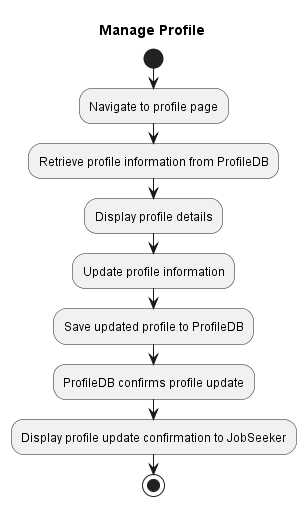 Manage Profile
Navigate to profile page
Retrieve profile information from ProfileDB
Display profile details
Update profile information
Save updated profile to ProfileDB
ProfileDB confirms profile update
Display profile update confirmation to JobSeeker